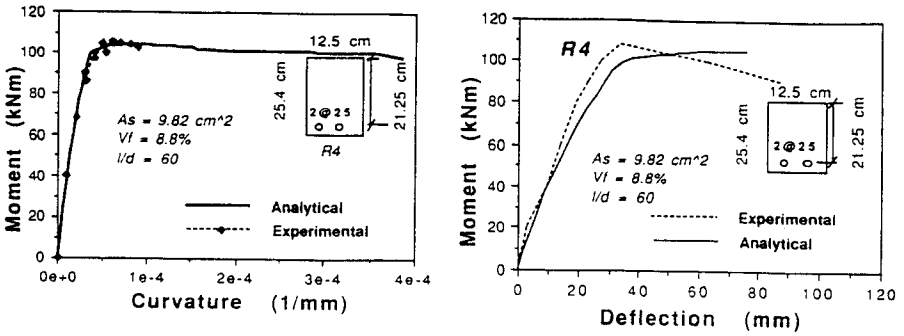 120
100
80
60
40
20
0
Moment (kNm)
12.5 cm
25.4 cm
21.25 cm
2@25
R4
As = 9.82 cm^2
Vf = 8.8%
l/d = 60
Analytical
Experimental
0e+0 1e-4 2e-4 3e-4 4e-4
Curvature (1/mm)
120
100
80
60
40
20
0
Moment (kNm)
R4
12.5 cm
25.4 cm
21.25 cm
2@25
As = 9.82 cm^2
Vf = 8.8%
l/d = 60
Experimental
Analytical
0 20 40 60 80 100 120
Deflection (mm)